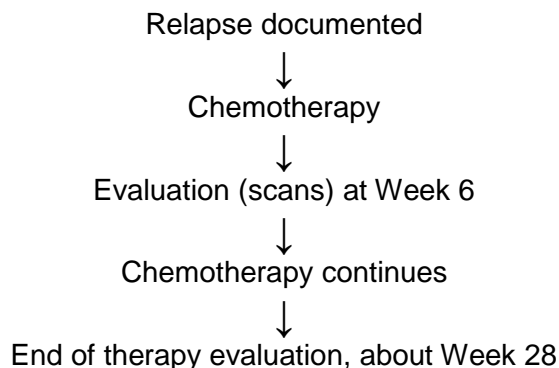 Relapse documented
Chemotherapy
Evaluation (scans) at Week 6
Chemotherapy continues
End of therapy evaluation, about Week 28